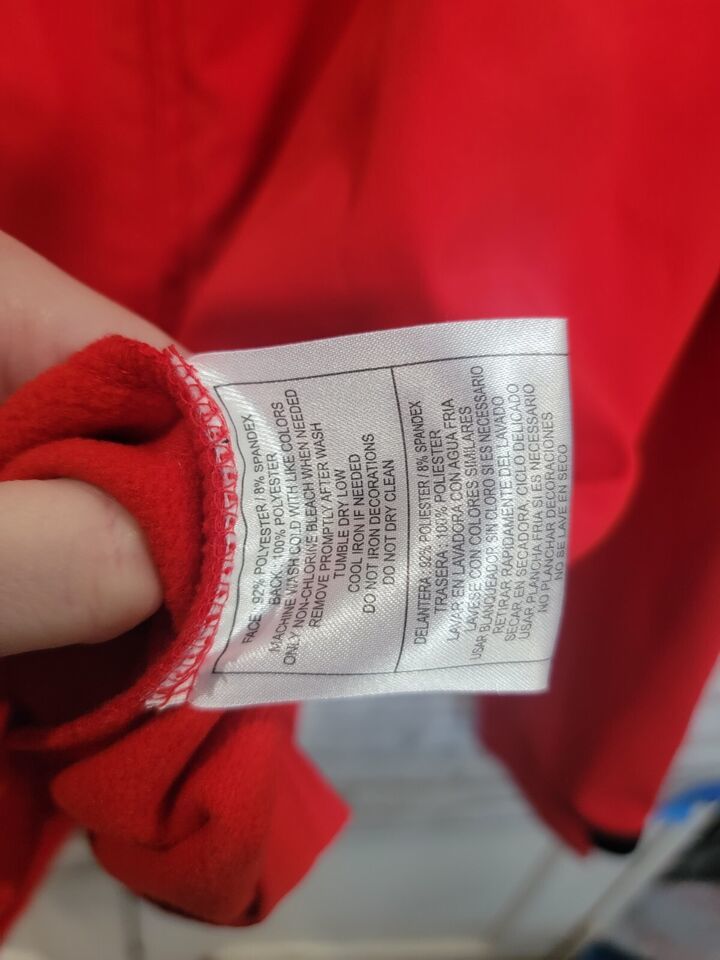 FACE : 92% POLYESTER / 8% SPANDEX
BACK : 100% POLYESTER
MACHINE WASH COLD WITH LIKE COLORS
ONLY NON-CHLORINE BLEACH WHEN NEEDED
REMOVE PROMPTLY AFTER WASH
TUMBLE DRY LOW
COOL IRON IF NEEDED
DO NOT IRON DECORATIONS
DO NOT DRY CLEAN
DELANTERA : 92% POLIESTER / 8% SPANDEX
TRASERA : 100% POLIESTER
LAVAR EN LAVADORA CON AGUA FRIA
LAVESE CON COLORES SIMILARES
USAR BLANQUEADOR SIN CLORO SI ES NECESSARIO
RETIRAR RAPIDAMENTE DEL LAVADO
SECAR EN SECADORA, CICLO DELICADO
USAR PLANCHA FRIA SI ES NECESSARIO
NO PLANCHAR DECORACIONES
NO SE LAVE EN SECO